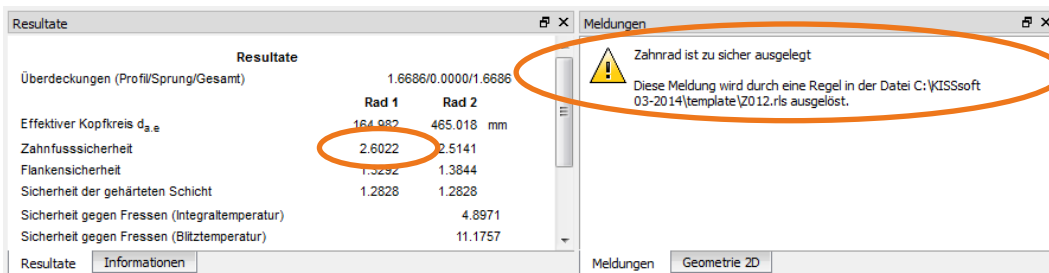 Resultate
Resultate
Überdeckungen (Profil/Sprung/Gesamt) 1.6686/0.0000/1.6686
Rad 1 Rad 2
Effektiver Kopfkreis da.e 164.982 465.018 mm
Zahnfusssicherheit 2.6022 2.5141
Flankensicherheit 1.3292 1.3844
Sicherheit der gehärteten Schicht 1.2828 1.2828
Sicherheit gegen Fressen (Integraltemperatur) 4.8971
Sicherheit gegen Fressen (Blitztemperatur) 11.1757
Resultate Informationen
Meldungen
Zahnrad ist zu sicher ausgelegt
Diese Meldung wird durch eine Regel in der Datei C:\KISSsoft
03-2014\template\Z012.rls ausgelöst.
Meldungen Geometrie 2D